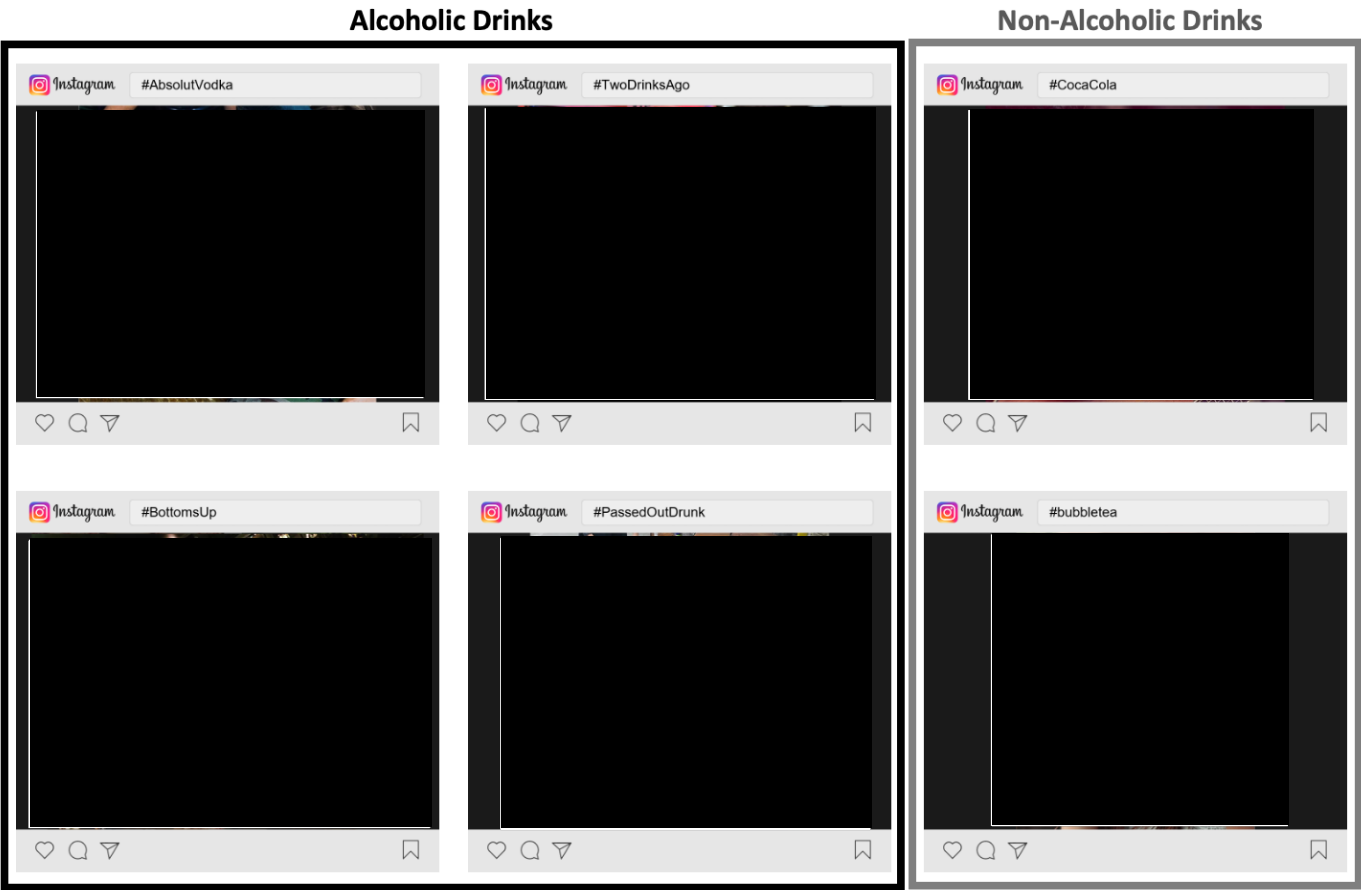 Alcoholic Drinks
Non-Alcoholic Drinks
Instagram #AbsolutVodka
Instagram #TwoDrinksAgo
Instagram #CocaCola
Instagram #BottomsUp
Instagram #PassedOutDrunk
Instagram #bubbletea